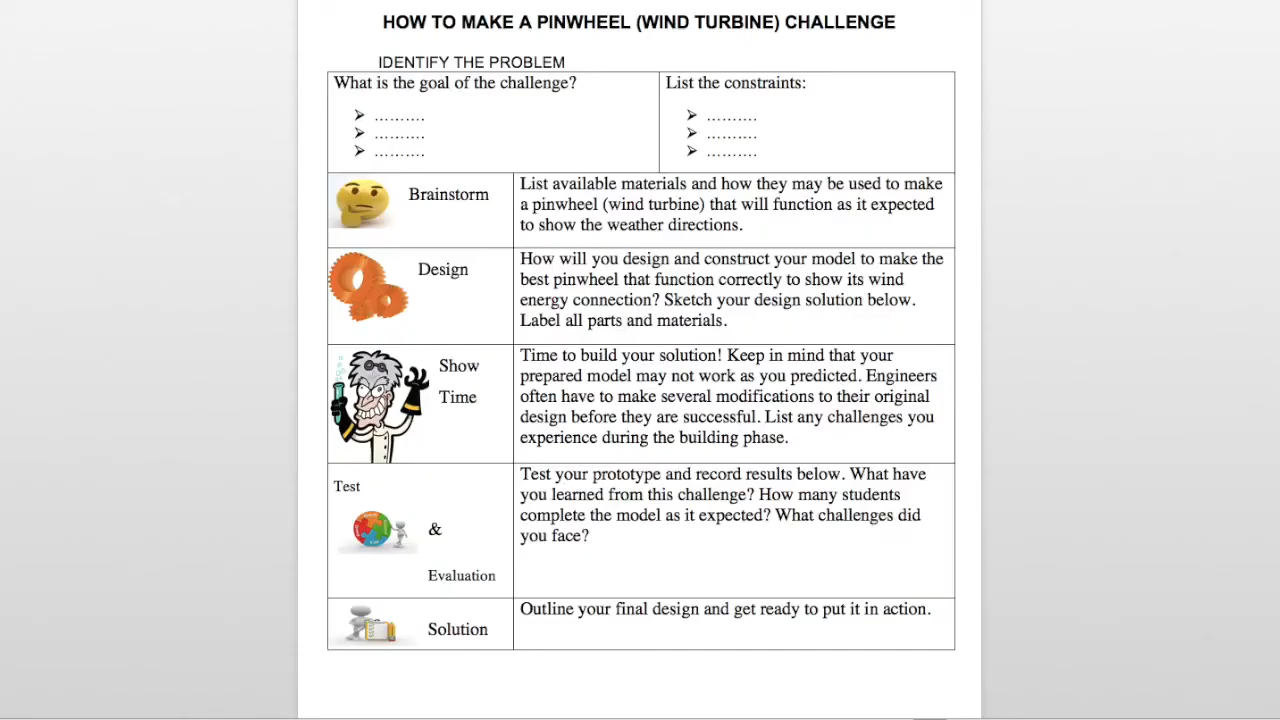 HOW TO MAKE A PINWHEEL (WIND TURBINE) CHALLENGE
IDENTIFY THE PROBLEM
What is the goal of the challenge?
➢ ……….
➢ ……….
➢ ……….
List the constraints:
➢ ……….
➢ ……….
➢ ……….
Brainstorm
List available materials and how they may be used to make
a pinwheel (wind turbine) that will function as it expected
to show the weather directions.
Design
How will you design and construct your model to make the
best pinwheel that function correctly to show its wind
energy connection? Sketch your design solution below.
Label all parts and materials.
Show
Time
Time to build your solution! Keep in mind that your
prepared model may not work as you predicted. Engineers
often have to make several modifications to their original
design before they are successful. List any challenges you
experience during the building phase.
Test
&
Evaluation
Test your prototype and record results below. What have
you learned from this challenge? How many students
complete the model as it expected? What challenges did
you face?
Solution
Outline your final design and get ready to put it in action.